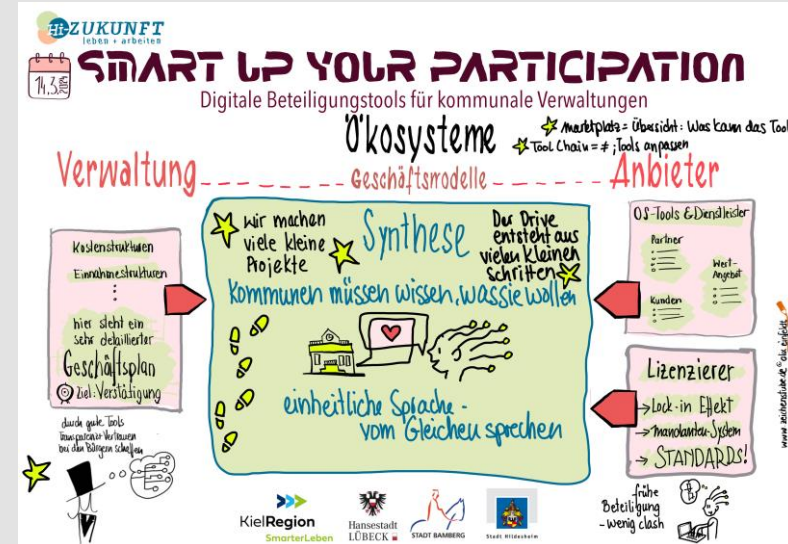 Hi-ZUKUNFT
leben + arbeiten
14.3.2024
SMART UP YOUR PARTICIPATION
Digitale Beteiligungstools für kommunale Verwaltungen
Ökosysteme
Marktplatz = Übersicht: Was kann das Tool
Tool Chain = ≠; Tools anpassen
Verwaltung
Geschäftsmodelle
Anbieter
Kostenstrukturen
Einnahmestrukturen
hier steht ein
sehr detaillierter
Geschäftsplan
Ziel: Verstätigung
durch gute Tools
transparenz Vertrauen
bei den Bürgern schaffen
wir machen
viele kleine
Projekte
Synthese
Der Drive
entsteht aus
vielen kleinen
schritten
Kommunen müssen wissen, was sie wollen
einheitliche Sprache -
vom Gleichen sprechen
OS-Tools & Dienstleister
Partner
Wert-
Angebot
Kunden
Lizenzierer
→ Lock-in Effekt
→ mandanten-System
→ STANDARDS!
frühe
Beteiligung
- wenig clash
KielRegion
SmarterLeben
Hansestadt
LÜBECK
STADT BAMBERG
Stadt Hildesheim